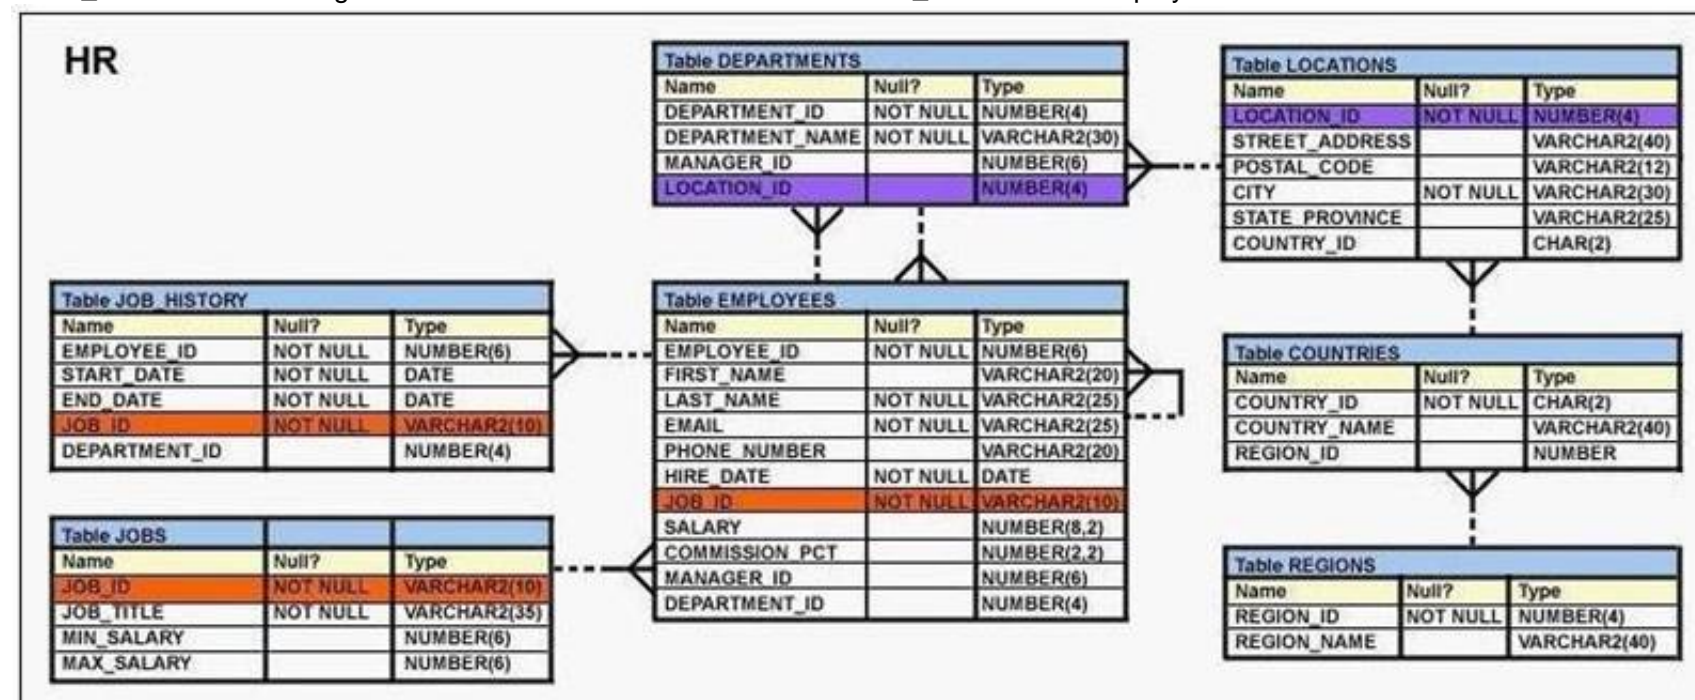 HR
Table DEPARTMENTS
Name Null? Type
DEPARTMENT_ID NOT NULL NUMBER(4)
DEPARTMENT_NAME NOT NULL VARCHAR2(30)
MANAGER_ID NUMBER(6)
LOCATION_ID NUMBER(4)
Table LOCATIONS
Name Null? Type
LOCATION_ID NOT NULL NUMBER(4)
STREET_ADDRESS VARCHAR2(40)
POSTAL_CODE VARCHAR2(12)
CITY NOT NULL VARCHAR2(30)
STATE_PROVINCE VARCHAR2(25)
COUNTRY_ID CHAR(2)
Table JOB_HISTORY
Name Null? Type
EMPLOYEE_ID NOT NULL NUMBER(6)
START_DATE NOT NULL DATE
END_DATE NOT NULL DATE
JOB_ID NOT NULL VARCHAR2(10)
DEPARTMENT_ID NUMBER(4)
Table EMPLOYEES
Name Null? Type
EMPLOYEE_ID NOT NULL NUMBER(6)
FIRST_NAME VARCHAR2(20)
LAST_NAME NOT NULL VARCHAR2(25)
EMAIL NOT NULL VARCHAR2(25)
PHONE_NUMBER VARCHAR2(20)
HIRE_DATE NOT NULL DATE
JOB_ID NOT NULL VARCHAR2(10)
SALARY NUMBER(8,2)
COMMISSION_PCT NUMBER(2,2)
MANAGER_ID NUMBER(6)
DEPARTMENT_ID NUMBER(4)
Table COUNTRIES
Name Null? Type
COUNTRY_ID NOT NULL CHAR(2)
COUNTRY_NAME VARCHAR2(40)
REGION_ID NUMBER
Table JOBS
Name Null? Type
JOB_ID NOT NULL VARCHAR2(10)
JOB_TITLE NOT NULL VARCHAR2(35)
MIN_SALARY NUMBER(6)
MAX_SALARY NUMBER(6)
Table REGIONS
Name Null? Type
REGION_ID NOT NULL NUMBER(4)
REGION_NAME VARCHAR2(40)